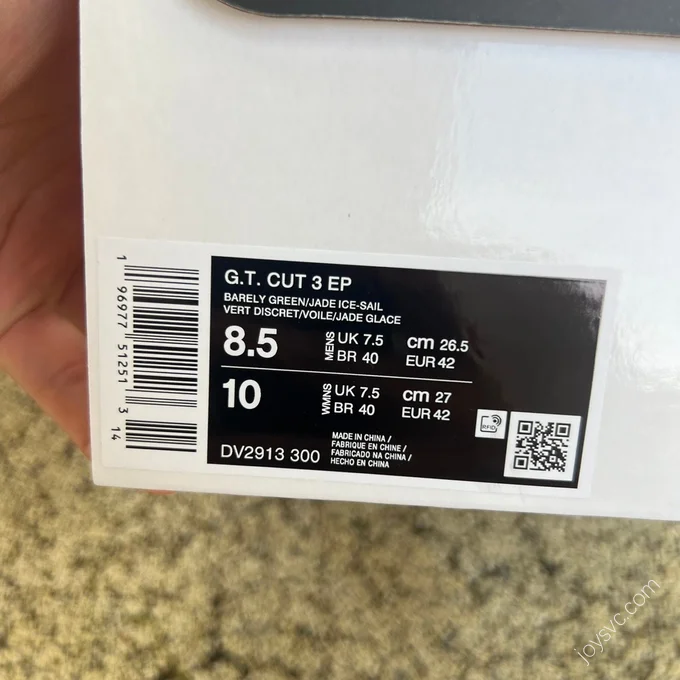 G.T. CUT 3 EP
BARELY GREEN/JADE ICE-SAIL
VERT DISCRET/VOILE/JADE GLACE
8.5 MENS UK 7.5 cm 26.5
BR 40 EUR 42
10 WMNS UK 7.5 cm 27
BR 40 EUR 42
DV2913 300
MADE IN CHINA /
FABRIQUE EN CHINE /
FABRICADO NA CHINA /
HECHO EN CHINA
RFID
1 96977 51251 3 14
joysvc.com